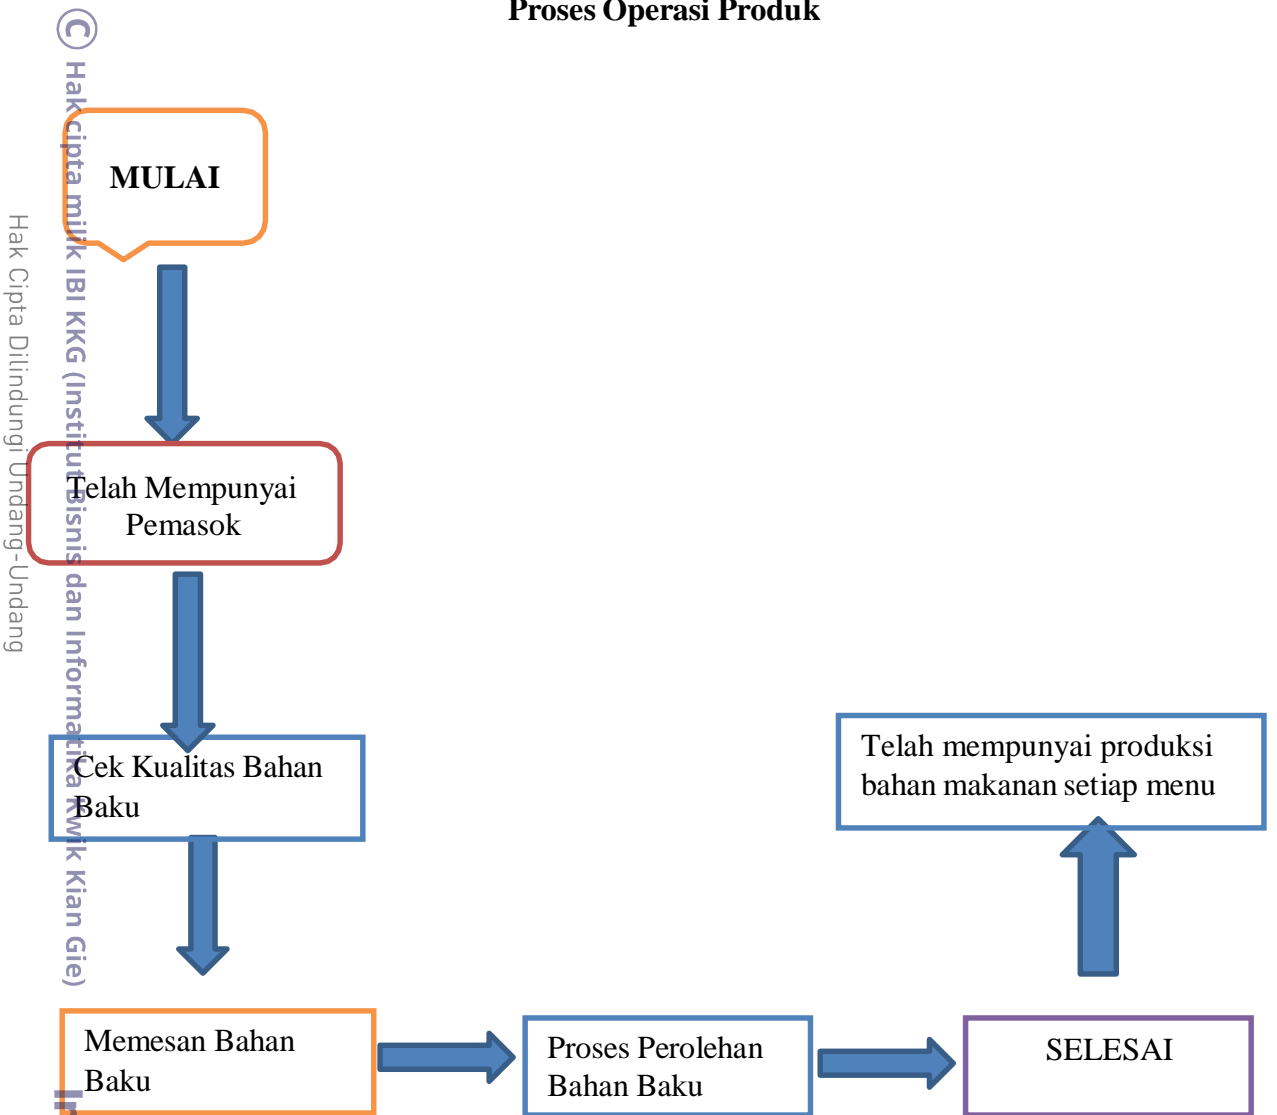 Proses Operasi Produk
© Hak cipta milik IBI KKG (Institut Bisnis dan Informatika Kwik Kian Gie)
Hak Cipta Dilindungi Undang-Undang
MULAI
Telah Mempunyai
Pemasok
Cek Kualitas Bahan
Baku
Memesan Bahan
Baku
Proses Perolehan
Bahan Baku
SELESAI
Telah mempunyai produksi
bahan makanan setiap menu